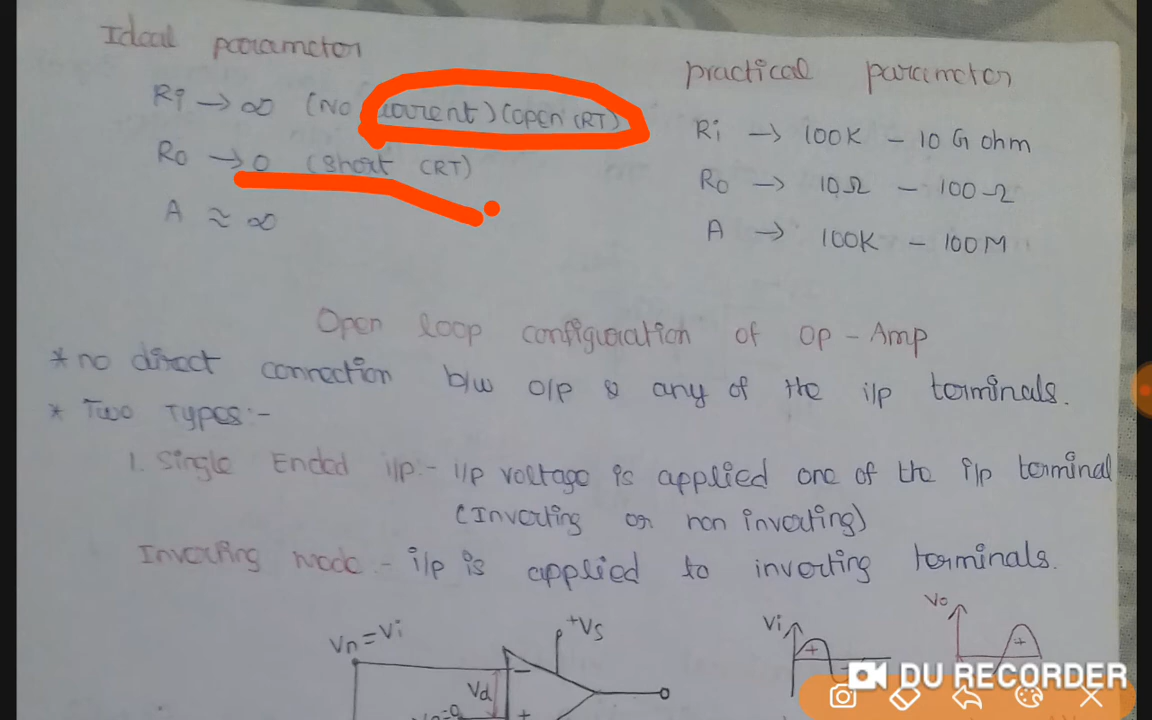 Ideal parameter
Ri → ∞ (No current) (open CRT)
Ro → 0 (short CRT)
A ≈ ∞
practical parameter
Ri → 100K - 10 G ohm
Ro → 10Ω - 100Ω
A → 100K - 100M
Open loop configuration of Op-Amp
* no direct connection b/w o/p & any of the i/p terminals.
* Two Types:-
1. Single Ended i/p:- i/p voltage is applied one of the i/p terminal
(Inverting or non inverting)
Inverting mode - i/p is applied to inverting terminals.
Vn = Vi
+Vs
Vi
Vo
+
+
Vd
-
+
DU RECORDER